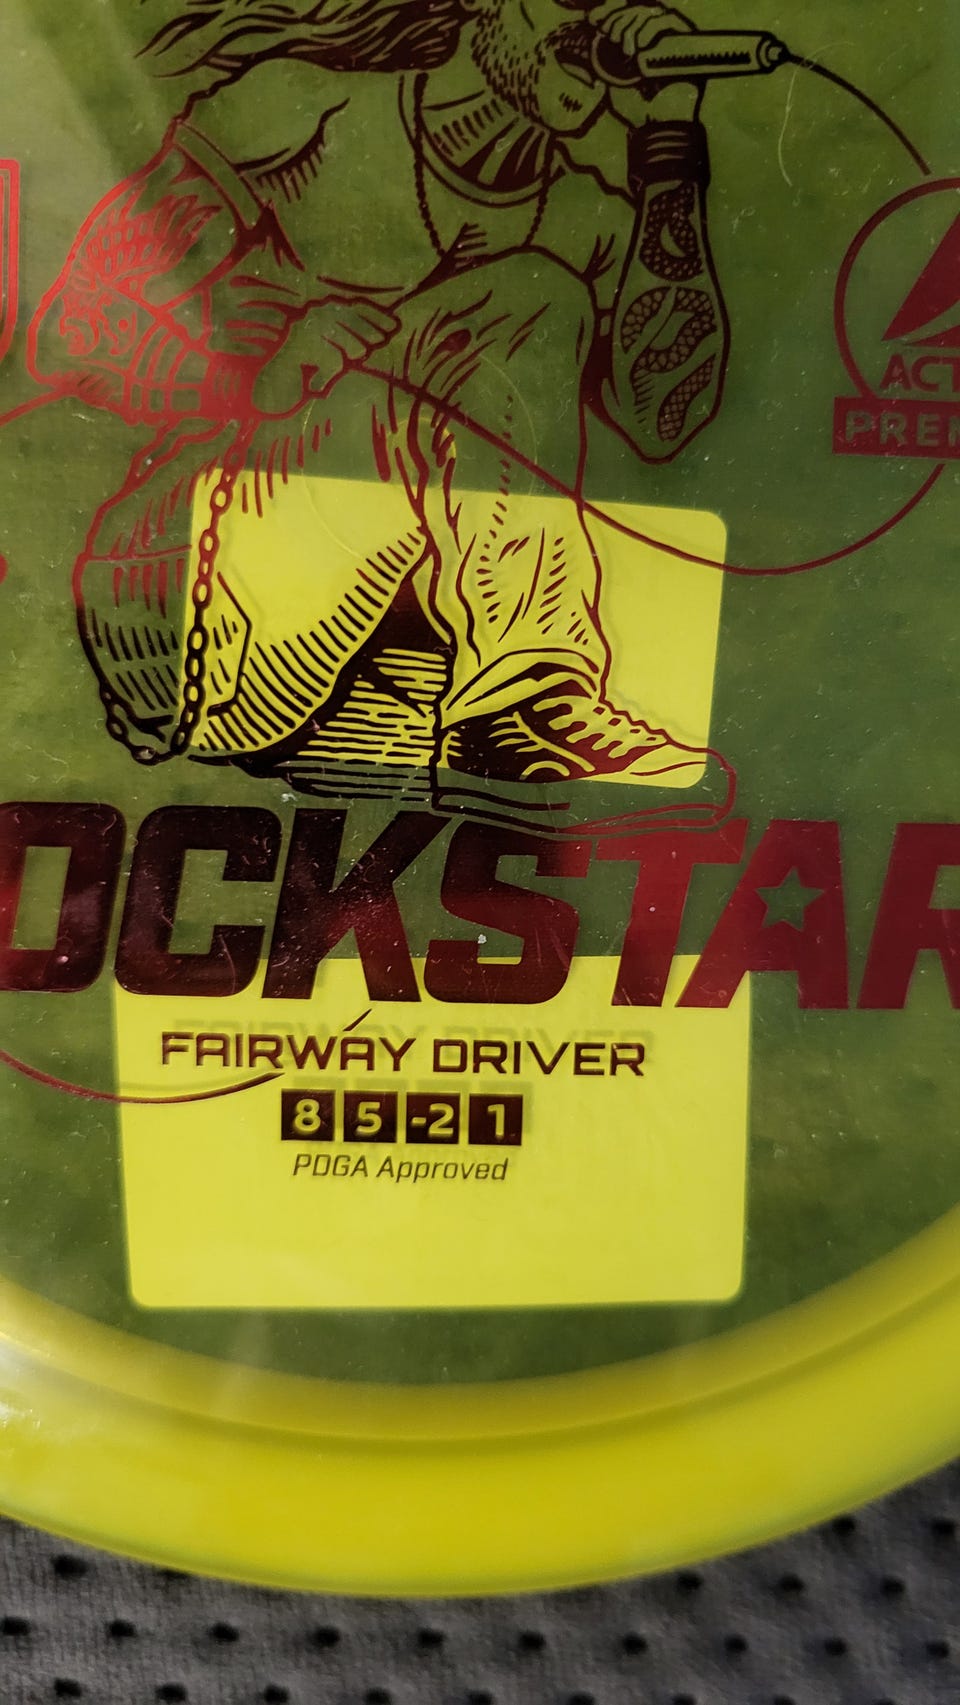 ACT
PREM
OCKSTAR
FAIRWAY DRIVER
8 5 -2 1
PDGA Approved